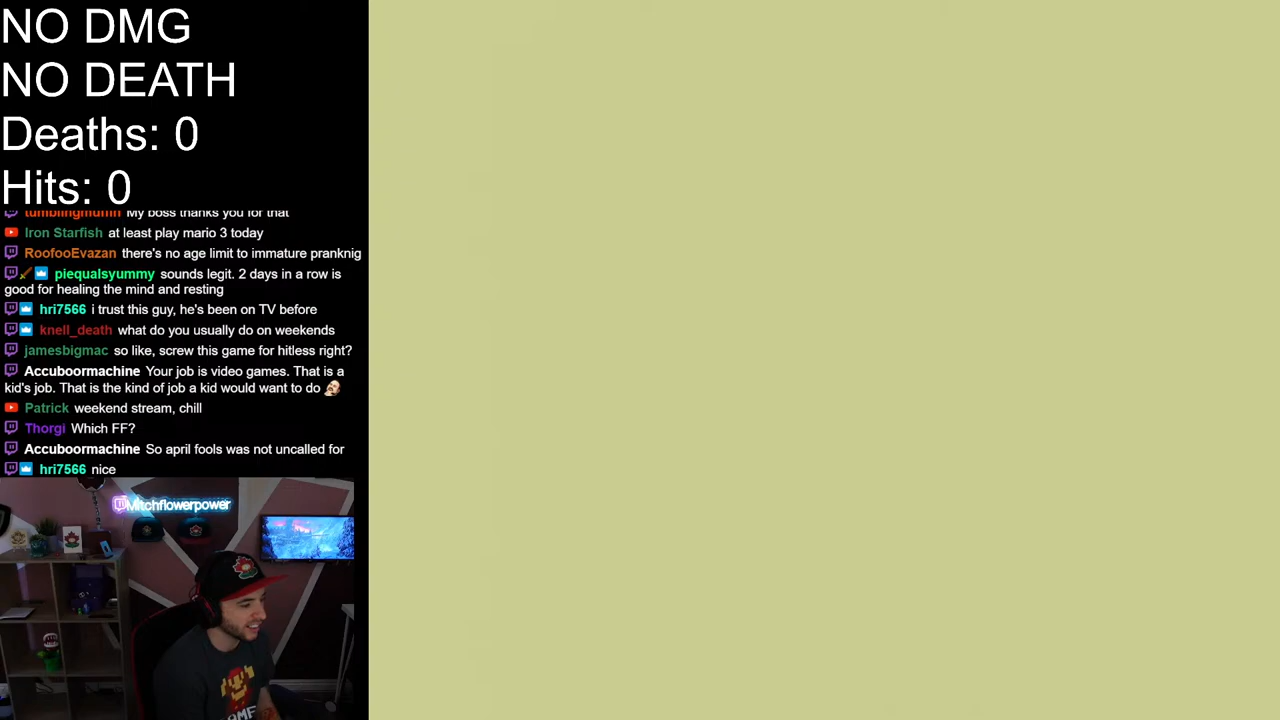 NO DMG
NO DEATH
Deaths: 0
Hits: 0
tumblingmuffin My boss thanks you for that
Iron Starfish at least play mario 3 today
RoofooEvazan there's no age limit to immature pranknig
piequalsyummy sounds legit. 2 days in a row is
good for healing the mind and resting
hri7566 i trust this guy, he's been on TV before
knell_death what do you usually do on weekends
jamesbigmac so like, screw this game for hitless right?
Accuboormachine Your job is video games. That is a
kid's job. That is the kind of job a kid would want to do
Patrick weekend stream, chill
Thorgi Which FF?
Accuboormachine So april fools was not uncalled for
hri7566 nice
Mitchflowerpower